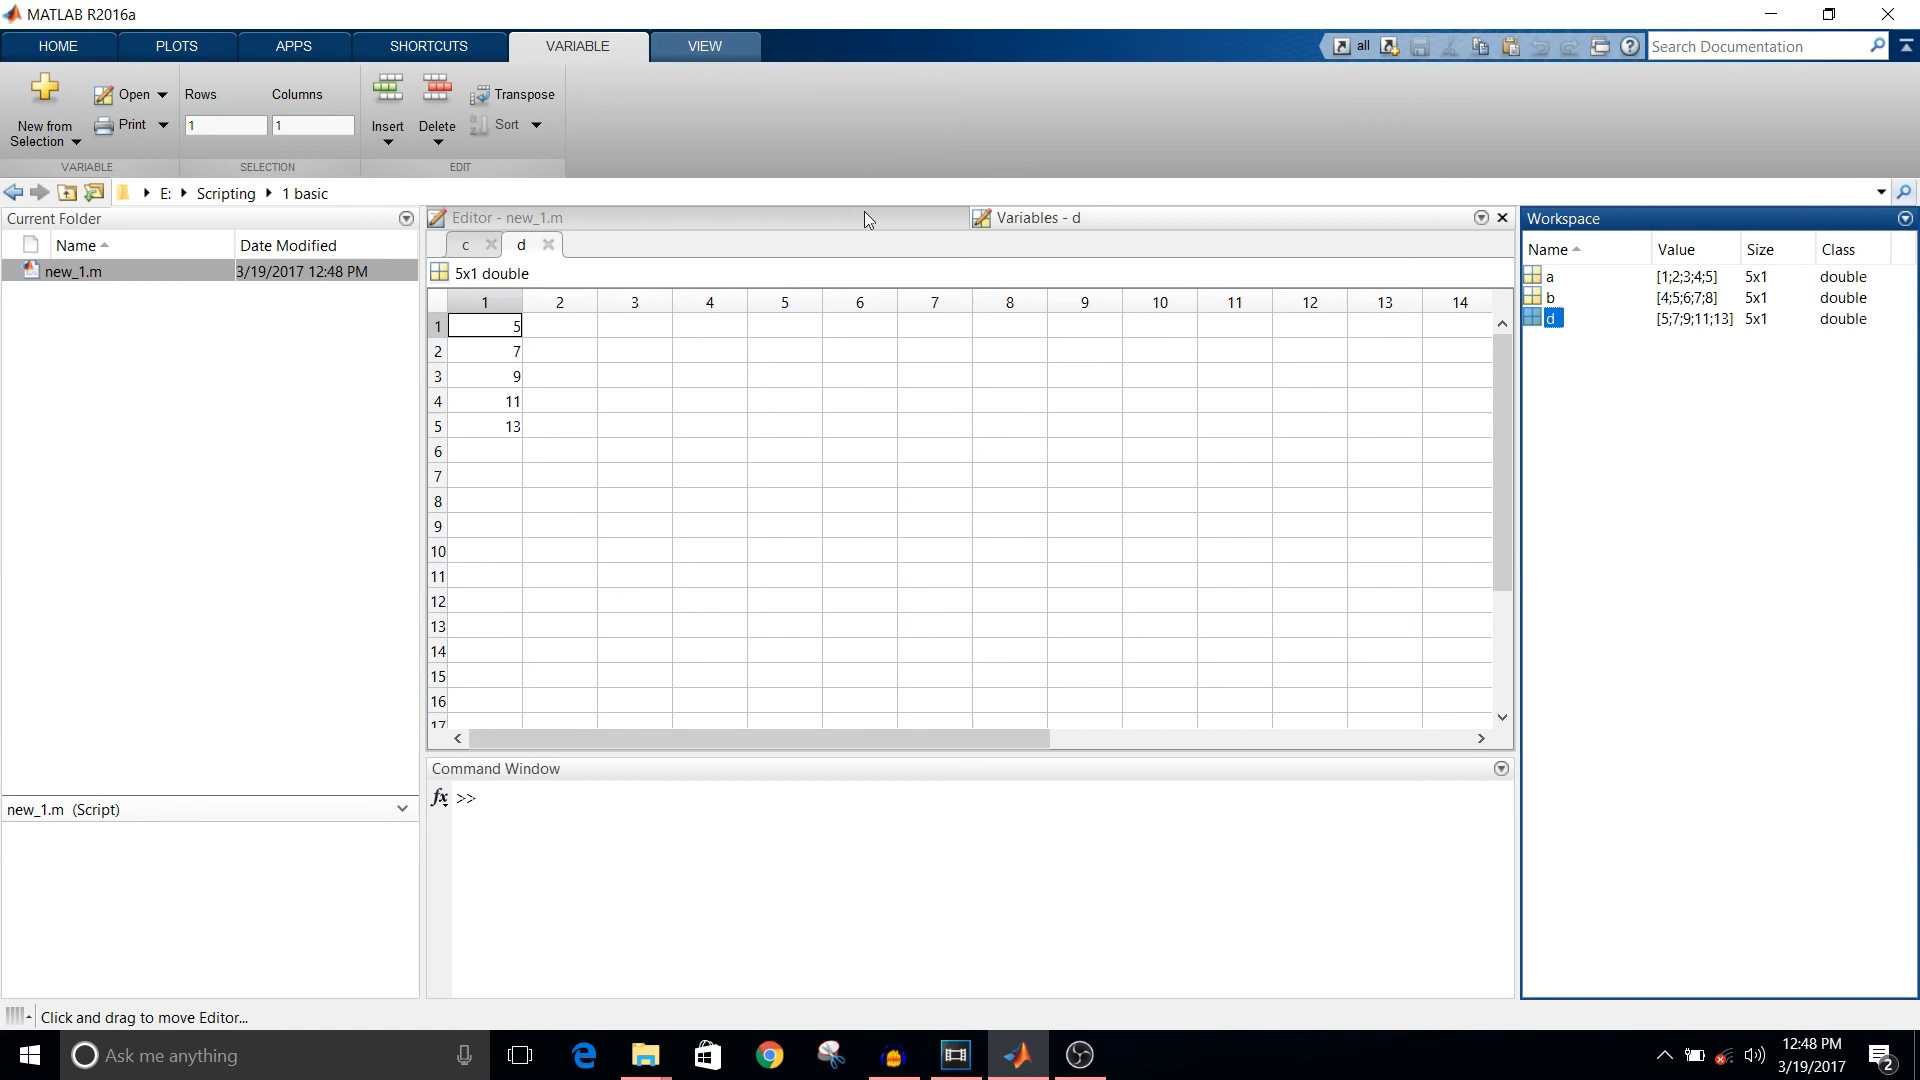 MATLAB R2016a
HOME PLOTS APPS SHORTCUTS VARIABLE VIEW all Search Documentation
New from Selection Open Print Rows Columns 1 1 Insert Delete Transpose Sort
VARIABLE SELECTION EDIT
E: Scripting 1 basic
Current Folder
Name Date Modified
new_1.m 3/19/2017 12:48 PM
new_1.m (Script)
Editor - new_1.m Variables - d
c d
5x1 double
1 2 3 4 5 6 7 8 9 10 11 12 13 14
1 5
2 7
3 9
4 11
5 13
6
7
8
9
10
11
12
13
14
15
16
17
Command Window
fx >>
Workspace
Name Value Size Class
a [1;2;3;4;5] 5x1 double
b [4;5;6;7;8] 5x1 double
d [5;7;9;11;13] 5x1 double
Click and drag to move Editor...
Ask me anything
12:48 PM
3/19/2017
2